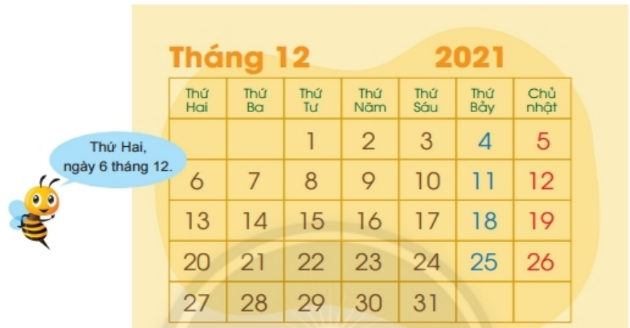 Tháng 12 2021
Thứ Hai Thứ Ba Thứ Tư Thứ Năm Thứ Sáu Thứ Bảy Chủ nhật
1 2 3 4 5
Thứ Hai,
ngày 6 tháng 12.
6 7 8 9 10 11 12
13 14 15 16 17 18 19
20 21 22 23 24 25 26
27 28 29 30 31